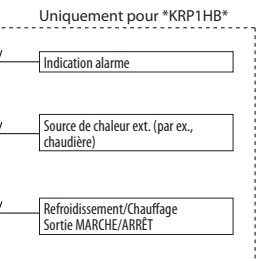 Uniquement pour *KRP1HB*
Indication alarme
Source de chaleur ext. (par ex.,
chaudière)
Refroidissement/Chauffage
Sortie MARCHE/ARRÊT